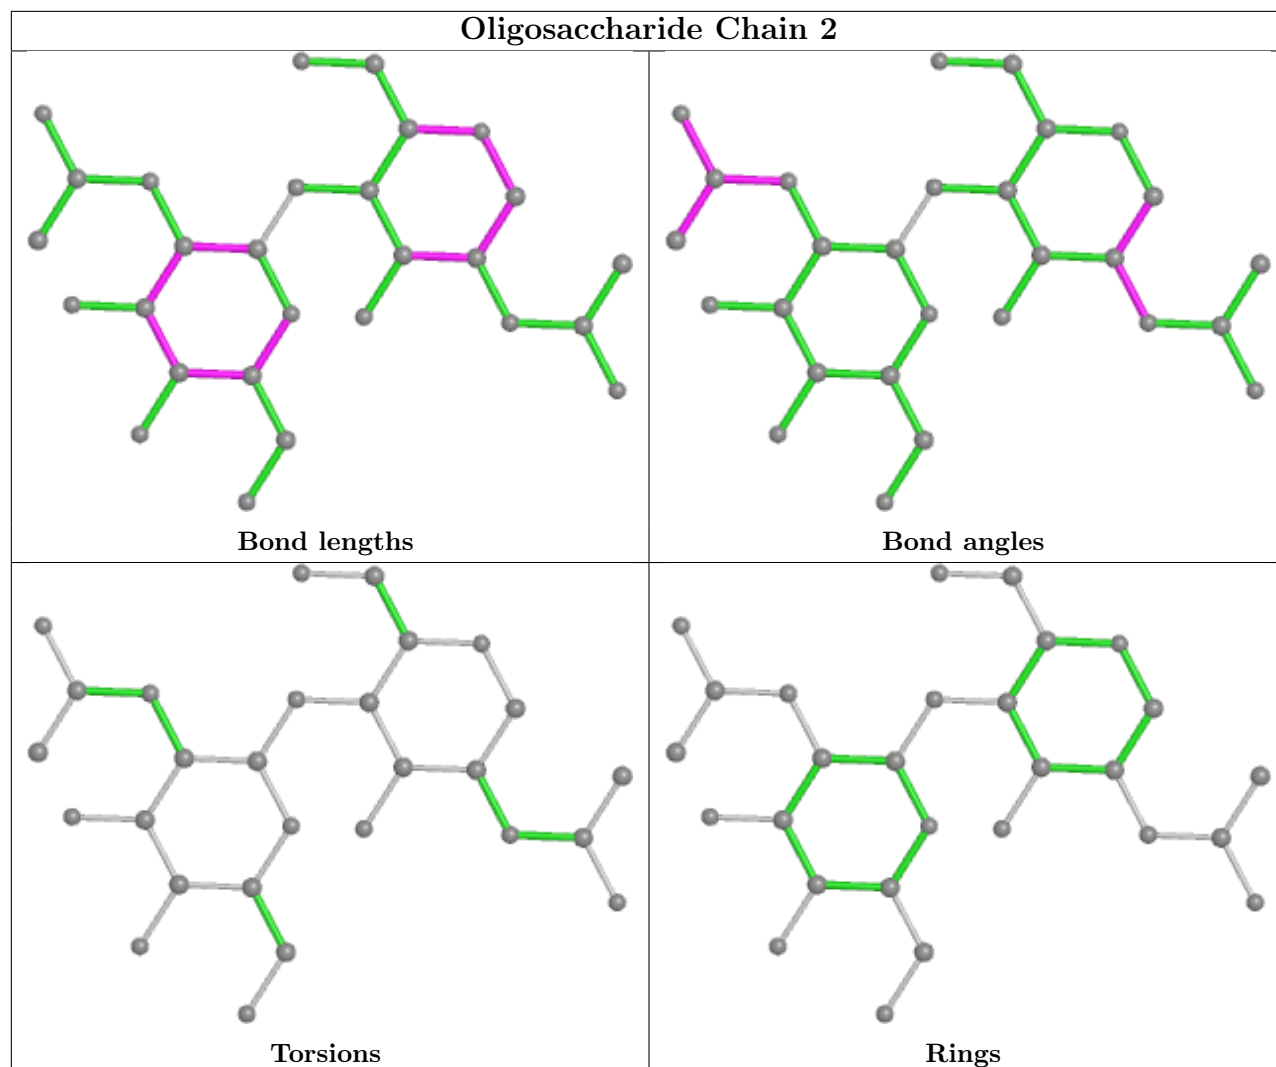 Oligosaccharide Chain 2
Bond lengths
Bond angles
Torsions
Rings